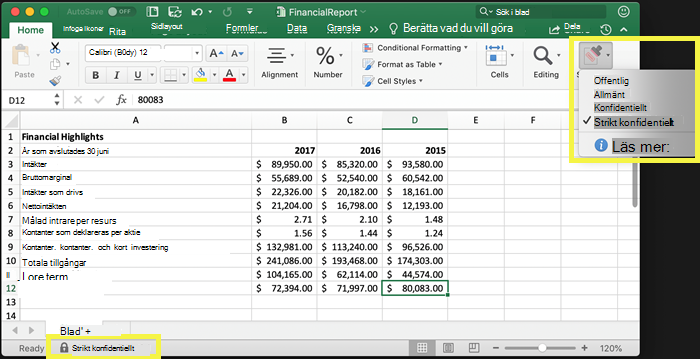 AutoSave OFF FinancialReport Sök i blad
Home Infoga Ikoner Rita Sidlayout Formler Data Granska Berätta vad du vill göra Dela
Paste Calibri (B0dy) 12 Alignment Number Conditional Formatting Format as Table Cell Styles Cells Editing
B I U A
Offentlig
Allmänt
Konfidentiellt
Strikt konfidentielt
Läs mer:
D12 fx 80083
A B C D E F
1 Financial Highlights
2 År som avslutades 30 juni 2017 2016 2015
3 Intäkter $ 89,950.00 $ 85,320.00 $ 93,580.00
4 Bruttomarginal $ 55,689.00 $ 52,540.00 $ 60,542.00
5 Intäkter som drivs $ 22,326.00 $ 20,182.00 $ 18,161.00
6 Nettointäkten $ 21,204.00 $ 16,798.00 $ 12,193.00
7 Målad intrare per resurs 2.71 2.10 1.48
8 Kontanter som deklareras per aktie $ 1.56 $ 1.44 $ 1.24
9 Kontanter. kontanter. och kort investering $ 132,981.00 $ 113,240.00 $ 96,526.00
10 Totala tillgångar $ 241,086.00 $ 193,468.00 $ 174,303.00
Lore term $ 104,165.00 $ 62,114.00 $ 44,574.00
12 $ 72,394.00 $ 71,997.00 $ 80,083.00
13
14
Blad' +
Ready Strikt konfidentiellt 120%